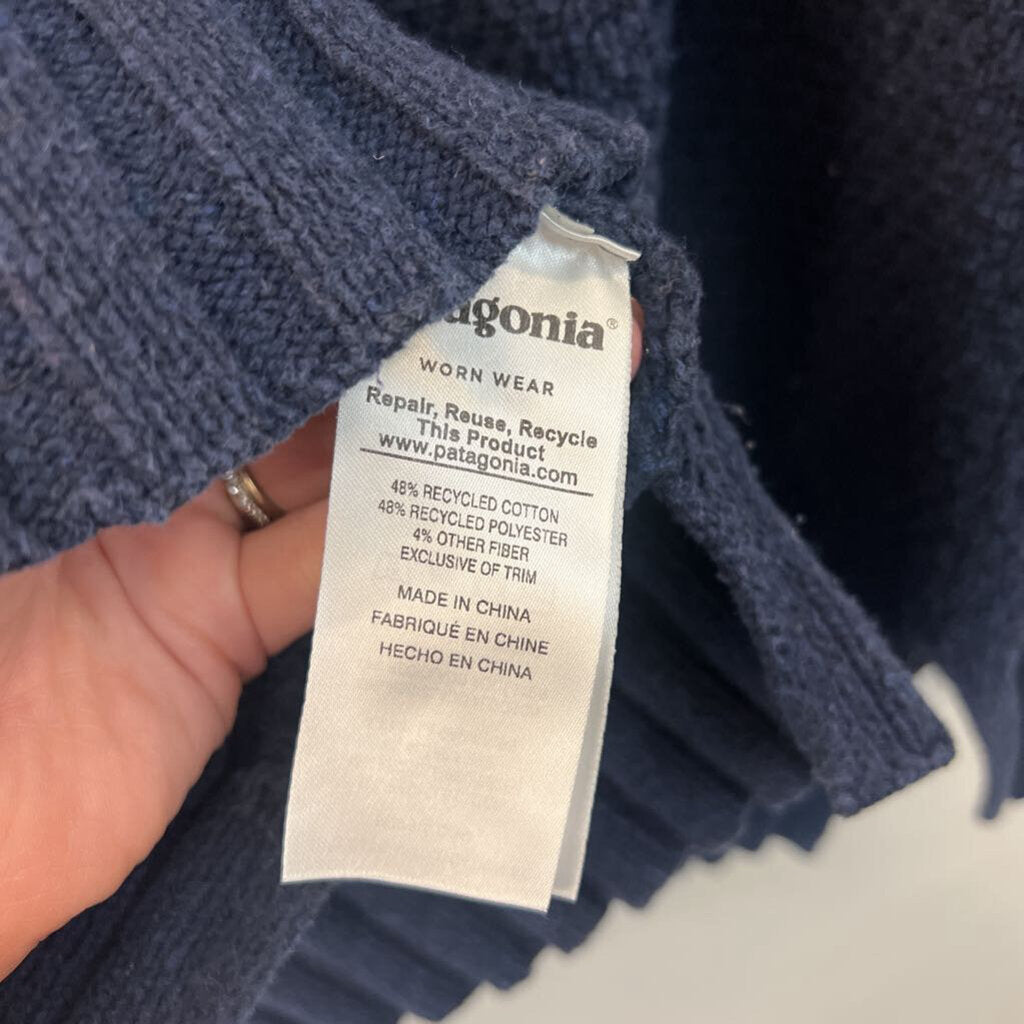 agonia®
WORN WEAR
Repair, Reuse, Recycle
This Product
www.patagonia.com
48% RECYCLED COTTON
48% RECYCLED POLYESTER
4% OTHER FIBER
EXCLUSIVE OF TRIM
MADE IN CHINA
FABRIQUÉ EN CHINE
HECHO EN CHINA